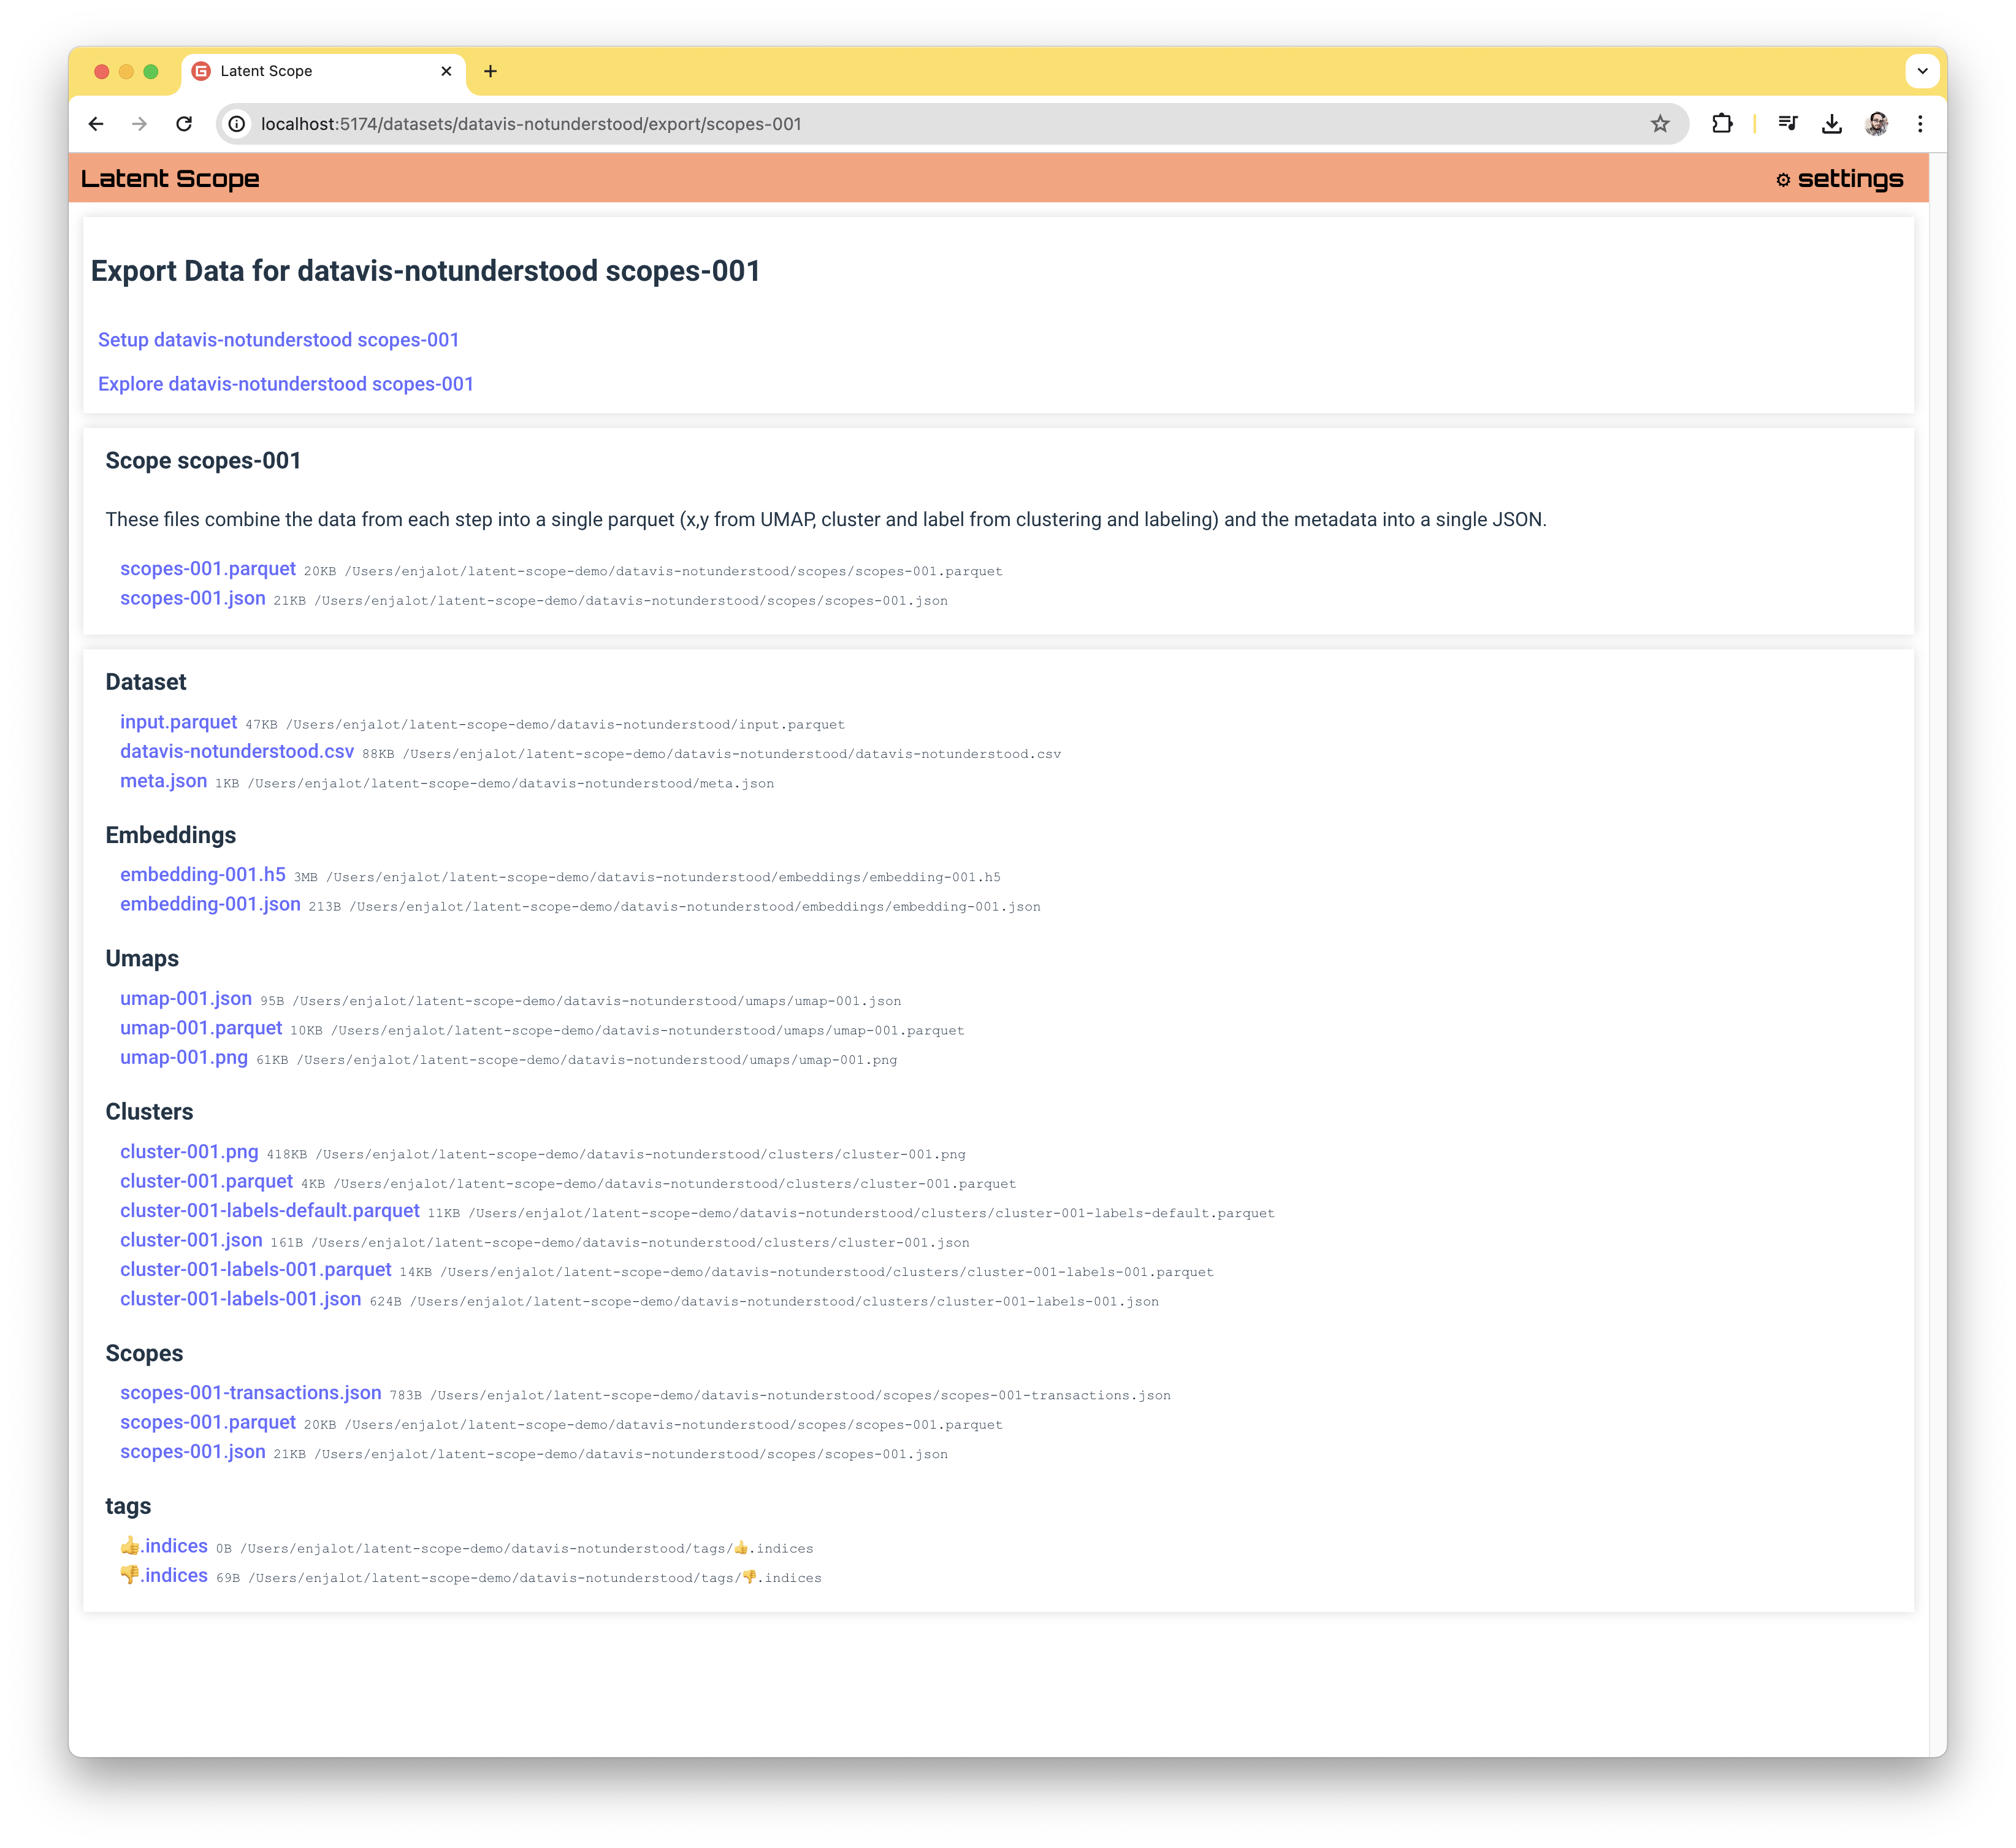 Latent Scope
localhost:5174/datasets/datavis-notunderstood/export/scopes-001
Latent Scope
⚙ settings
Export Data for datavis-notunderstood scopes-001
Setup datavis-notunderstood scopes-001
Explore datavis-notunderstood scopes-001
Scope scopes-001
These files combine the data from each step into a single parquet (x,y from UMAP, cluster and label from clustering and labeling) and the metadata into a single JSON.
scopes-001.parquet 20KB /Users/enjalot/latent-scope-demo/datavis-notunderstood/scopes/scopes-001.parquet
scopes-001.json 21KB /Users/enjalot/latent-scope-demo/datavis-notunderstood/scopes/scopes-001.json
Dataset
input.parquet 47KB /Users/enjalot/latent-scope-demo/datavis-notunderstood/input.parquet
datavis-notunderstood.csv 88KB /Users/enjalot/latent-scope-demo/datavis-notunderstood/datavis-notunderstood.csv
meta.json 1KB /Users/enjalot/latent-scope-demo/datavis-notunderstood/meta.json
Embeddings
embedding-001.h5 3MB /Users/enjalot/latent-scope-demo/datavis-notunderstood/embeddings/embedding-001.h5
embedding-001.json 213B /Users/enjalot/latent-scope-demo/datavis-notunderstood/embeddings/embedding-001.json
Umaps
umap-001.json 95B /Users/enjalot/latent-scope-demo/datavis-notunderstood/umaps/umap-001.json
umap-001.parquet 10KB /Users/enjalot/latent-scope-demo/datavis-notunderstood/umaps/umap-001.parquet
umap-001.png 61KB /Users/enjalot/latent-scope-demo/datavis-notunderstood/umaps/umap-001.png
Clusters
cluster-001.png 418KB /Users/enjalot/latent-scope-demo/datavis-notunderstood/clusters/cluster-001.png
cluster-001.parquet 4KB /Users/enjalot/latent-scope-demo/datavis-notunderstood/clusters/cluster-001.parquet
cluster-001-labels-default.parquet 11KB /Users/enjalot/latent-scope-demo/datavis-notunderstood/clusters/cluster-001-labels-default.parquet
cluster-001.json 161B /Users/enjalot/latent-scope-demo/datavis-notunderstood/clusters/cluster-001.json
cluster-001-labels-001.parquet 14KB /Users/enjalot/latent-scope-demo/datavis-notunderstood/clusters/cluster-001-labels-001.parquet
cluster-001-labels-001.json 624B /Users/enjalot/latent-scope-demo/datavis-notunderstood/clusters/cluster-001-labels-001.json
Scopes
scopes-001-transactions.json 783B /Users/enjalot/latent-scope-demo/datavis-notunderstood/scopes/scopes-001-transactions.json
scopes-001.parquet 20KB /Users/enjalot/latent-scope-demo/datavis-notunderstood/scopes/scopes-001.parquet
scopes-001.json 21KB /Users/enjalot/latent-scope-demo/datavis-notunderstood/scopes/scopes-001.json
tags
👍.indices 0B /Users/enjalot/latent-scope-demo/datavis-notunderstood/tags/👍.indices
👎.indices 69B /Users/enjalot/latent-scope-demo/datavis-notunderstood/tags/👎.indices